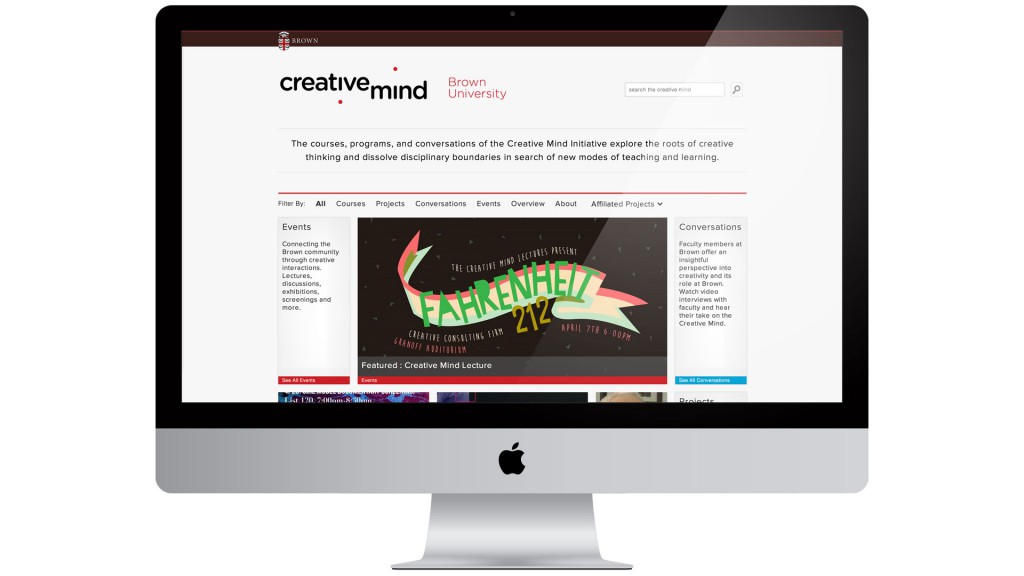 BROWN
creative mind
Brown
University
search the creative mind
The courses, programs, and conversations of the Creative Mind Initiative explore the roots of creative
thinking and dissolve disciplinary boundaries in search of new modes of teaching and learning.
Filter By: All Courses Projects Conversations Events Overview About Affiliated Projects
Events
Connecting the
Brown community
through creative
interactions.
Lectures,
discussions,
exhibitions,
screenings and
more.
See All Events
THE CREATIVE MIND LECTURES PRESENT
FAHRENHEIT
212
CREATIVE CONSULTING FIRM
APRIL 7TH 6:00PM
GRANOFF AUDITORIUM
Featured : Creative Mind Lecture
Events
Conversations
Faculty members at
Brown offer an
insightful
perspective into
creativity and its
role at Brown.
Watch video
interviews with
faculty and hear
their take on the
Creative Mind.
See All Conversations
List 120, 7:00pm-8:30pm
Projects